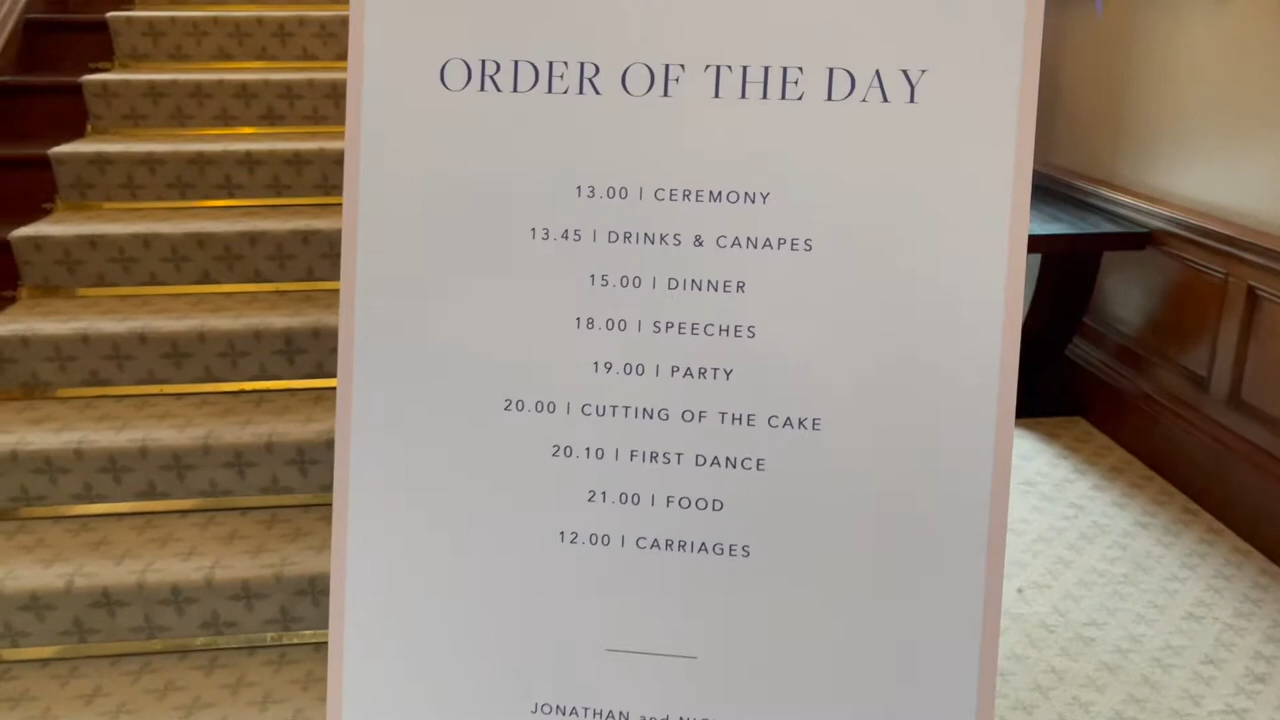 ORDER OF THE DAY
13.00 | CEREMONY
13.45 | DRINKS & CANAPES
15.00 | DINNER
18.00 | SPEECHES
19.00 | PARTY
20.00 | CUTTING OF THE CAKE
20.10 | FIRST DANCE
21.00 | FOOD
12.00 | CARRIAGES
JONATHAN and